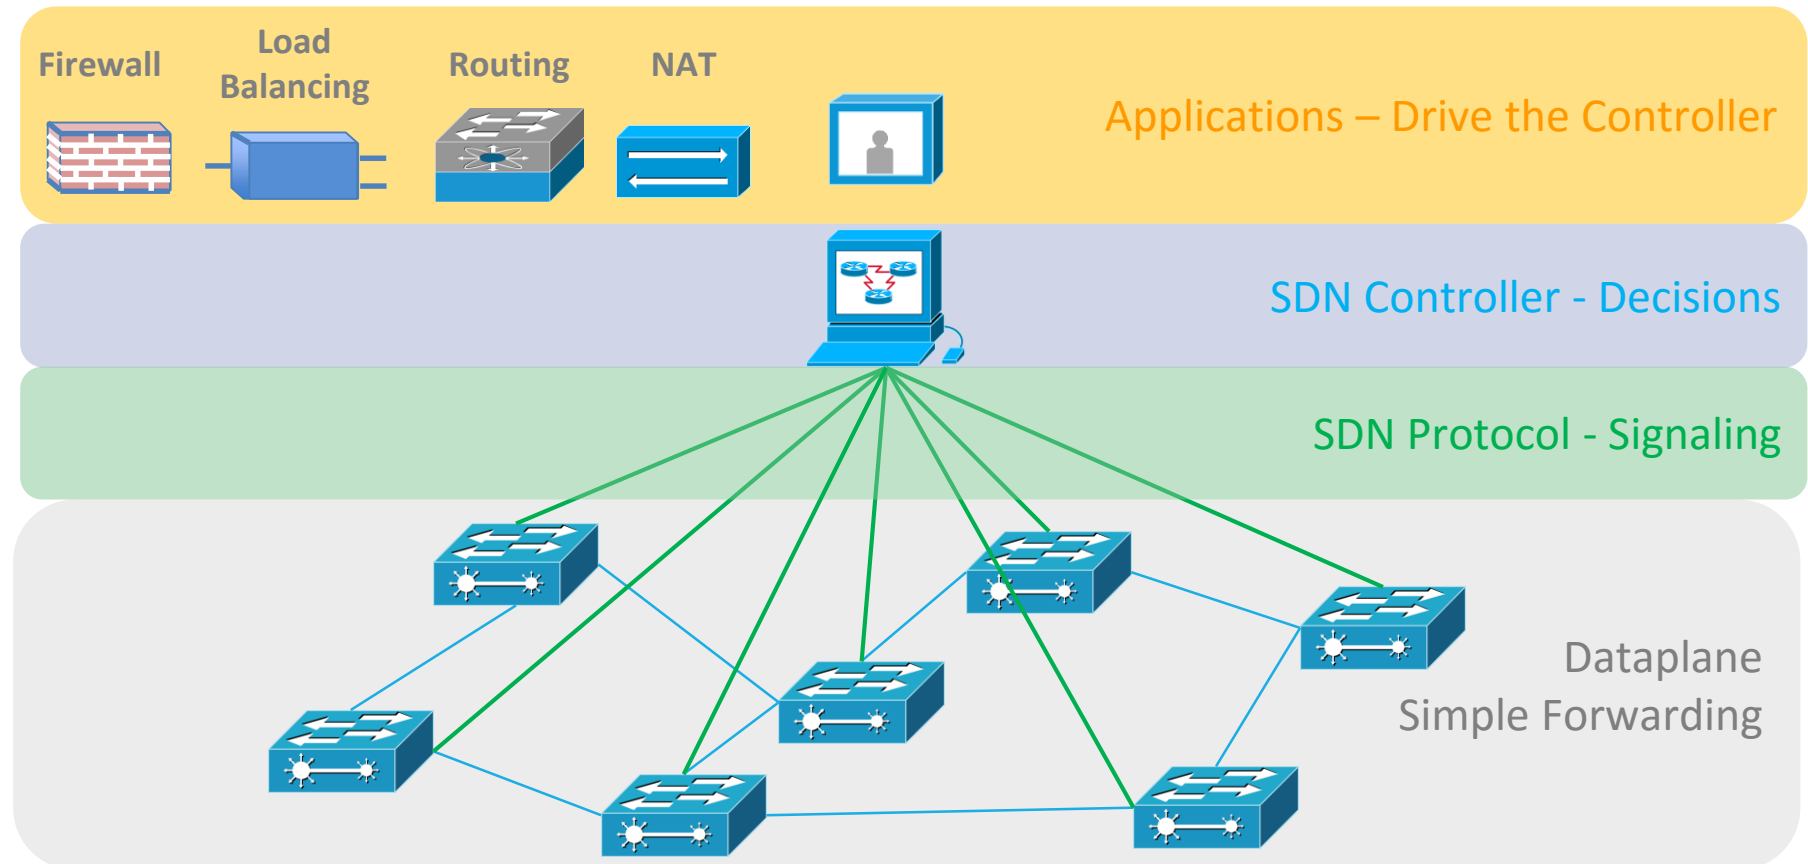 Firewall
Load
Balancing
Routing
NAT
Applications – Drive the Controller
SDN Controller - Decisions
SDN Protocol - Signaling
Dataplane
Simple Forwarding